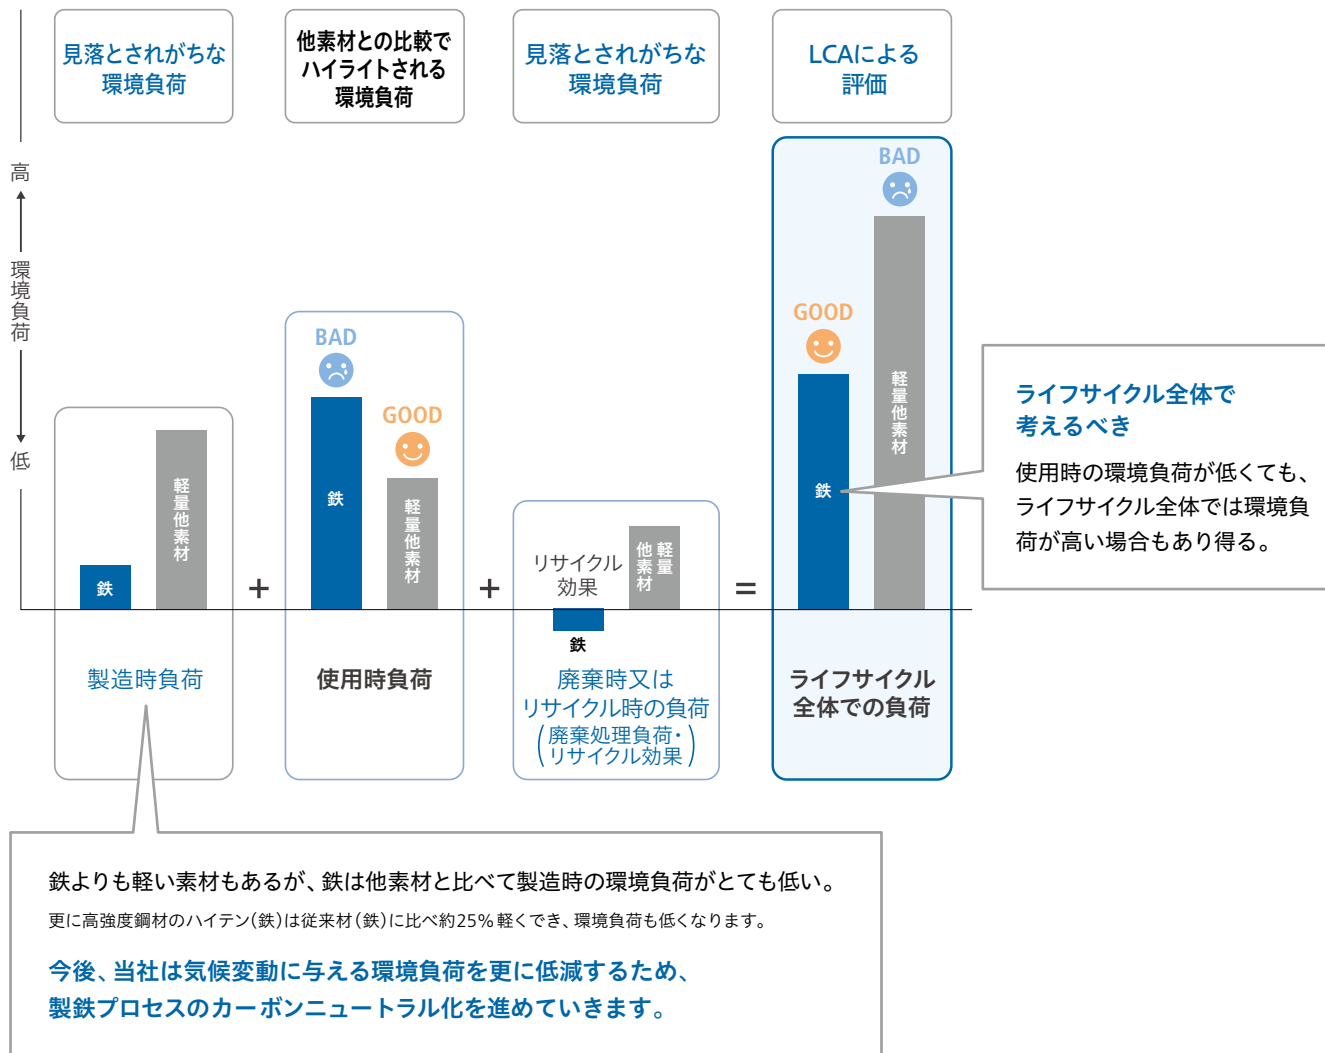 見落とされがちな
環境負荷
他素材との比較で
ハイライトされる
環境負荷
見落とされがちな
環境負荷
LCAによる
評価
高
環境負荷
低
鉄
軽量他素材
製造時負荷
+
BAD
鉄
GOOD
軽量他素材
使用時負荷
+
リサイクル
効果
鉄
軽量
他素材
廃棄時又は
リサイクル時の負荷
(廃棄処理負荷・
リサイクル効果)
=
GOOD
鉄
BAD
軽量他素材
ライフサイクル
全体での負荷
ライフサイクル全体で
考えるべき
使用時の環境負荷が低くても、
ライフサイクル全体では環境負
荷が高い場合もあり得る。
鉄よりも軽い素材もあるが、鉄は他素材と比べて製造時の環境負荷がとても低い。
更に高強度鋼材のハイテン(鉄)は従来材(鉄)に比べ約25%軽くでき、環境負荷も低くなります。
今後、当社は気候変動に与える環境負荷を更に低減するため、
製鉄プロセスのカーボンニュートラル化を進めていきます。